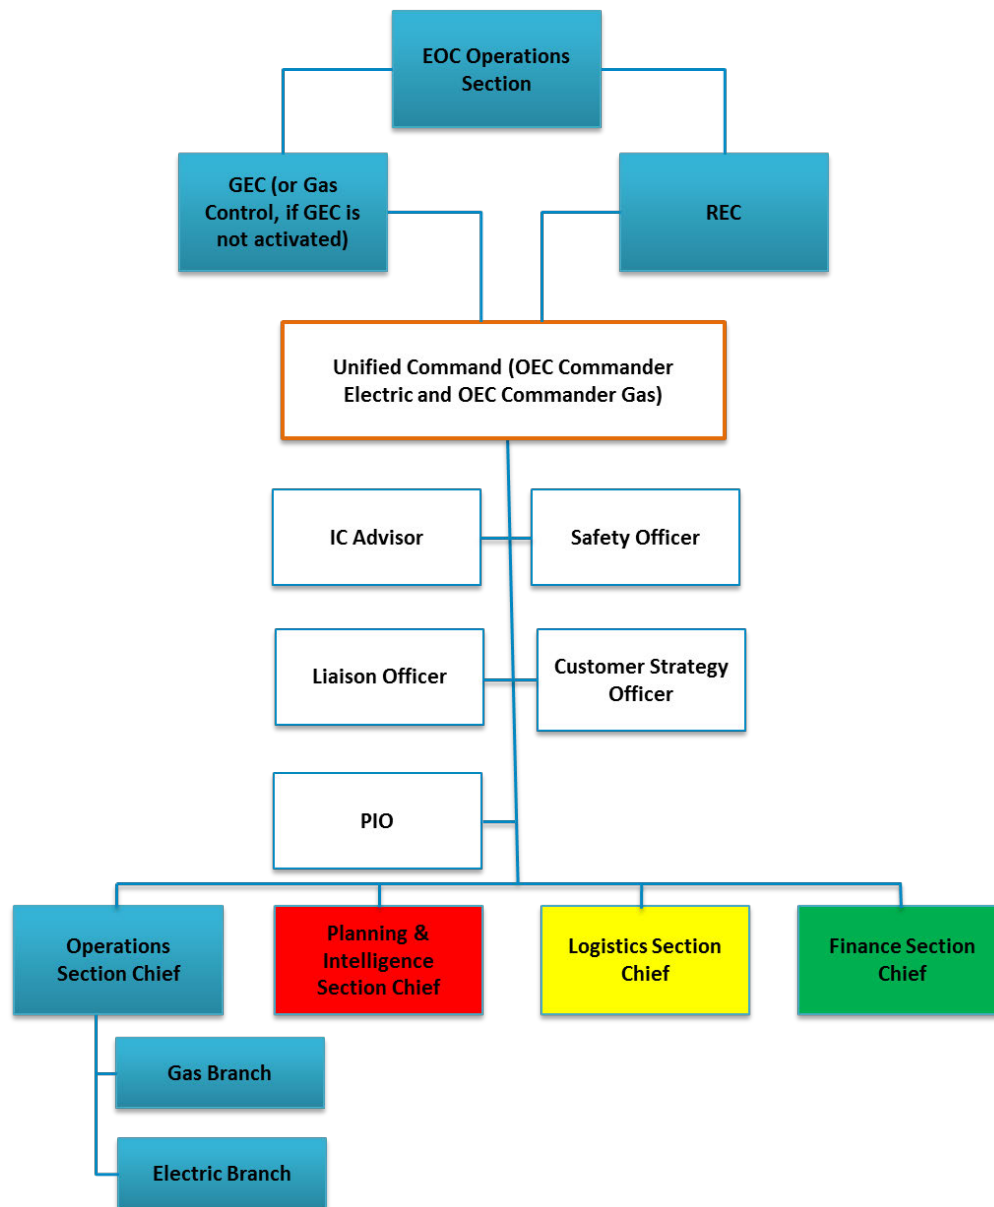 EOC Operations
Section
GEC (or Gas
Control, if GEC is
not activated)
REC
Unified Command (OEC Commander
Electric and OEC Commander Gas)
IC Advisor
Safety Officer
Liaison Officer
Customer Strategy
Officer
PIO
Operations
Section Chief
Planning &
Intelligence
Section Chief
Logistics Section
Chief
Finance Section
Chief
Gas Branch
Electric Branch